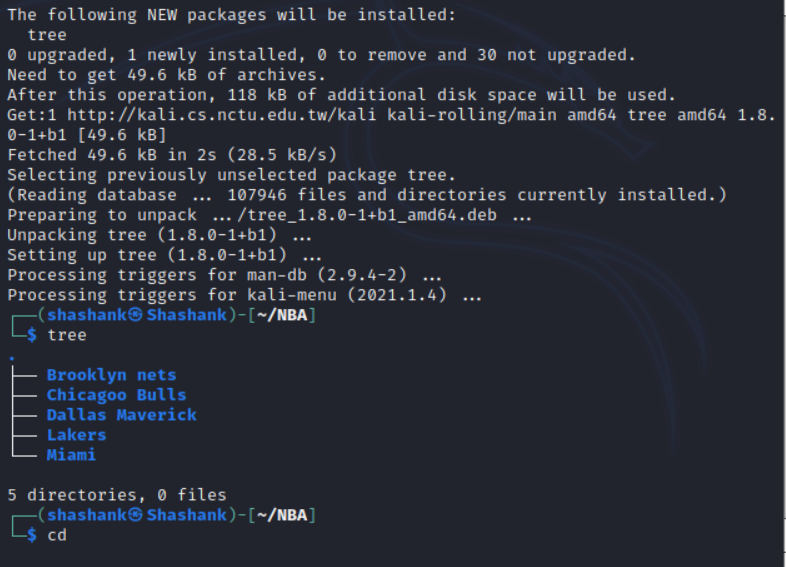 The following NEW packages will be installed:
  tree
0 upgraded, 1 newly installed, 0 to remove and 30 not upgraded.
Need to get 49.6 kB of archives.
After this operation, 118 kB of additional disk space will be used.
Get:1 http://kali.cs.nctu.edu.tw/kali kali-rolling/main amd64 tree amd64 1.8.
0-1+b1 [49.6 kB]
Fetched 49.6 kB in 2s (28.5 kB/s)
Selecting previously unselected package tree.
(Reading database ... 107946 files and directories currently installed.)
Preparing to unpack .../tree_1.8.0-1+b1_amd64.deb ...
Unpacking tree (1.8.0-1+b1) ...
Setting up tree (1.8.0-1+b1) ...
Processing triggers for man-db (2.9.4-2) ...
Processing triggers for kali-menu (2021.1.4) ...
┌──(shashank㉿Shashank)-[~/NBA]
└─$ tree
.
├── Brooklyn nets
├── Chicagoo Bulls
├── Dallas Maverick
├── Lakers
└── Miami

5 directories, 0 files
┌──(shashank㉿Shashank)-[~/NBA]
└─$ cd